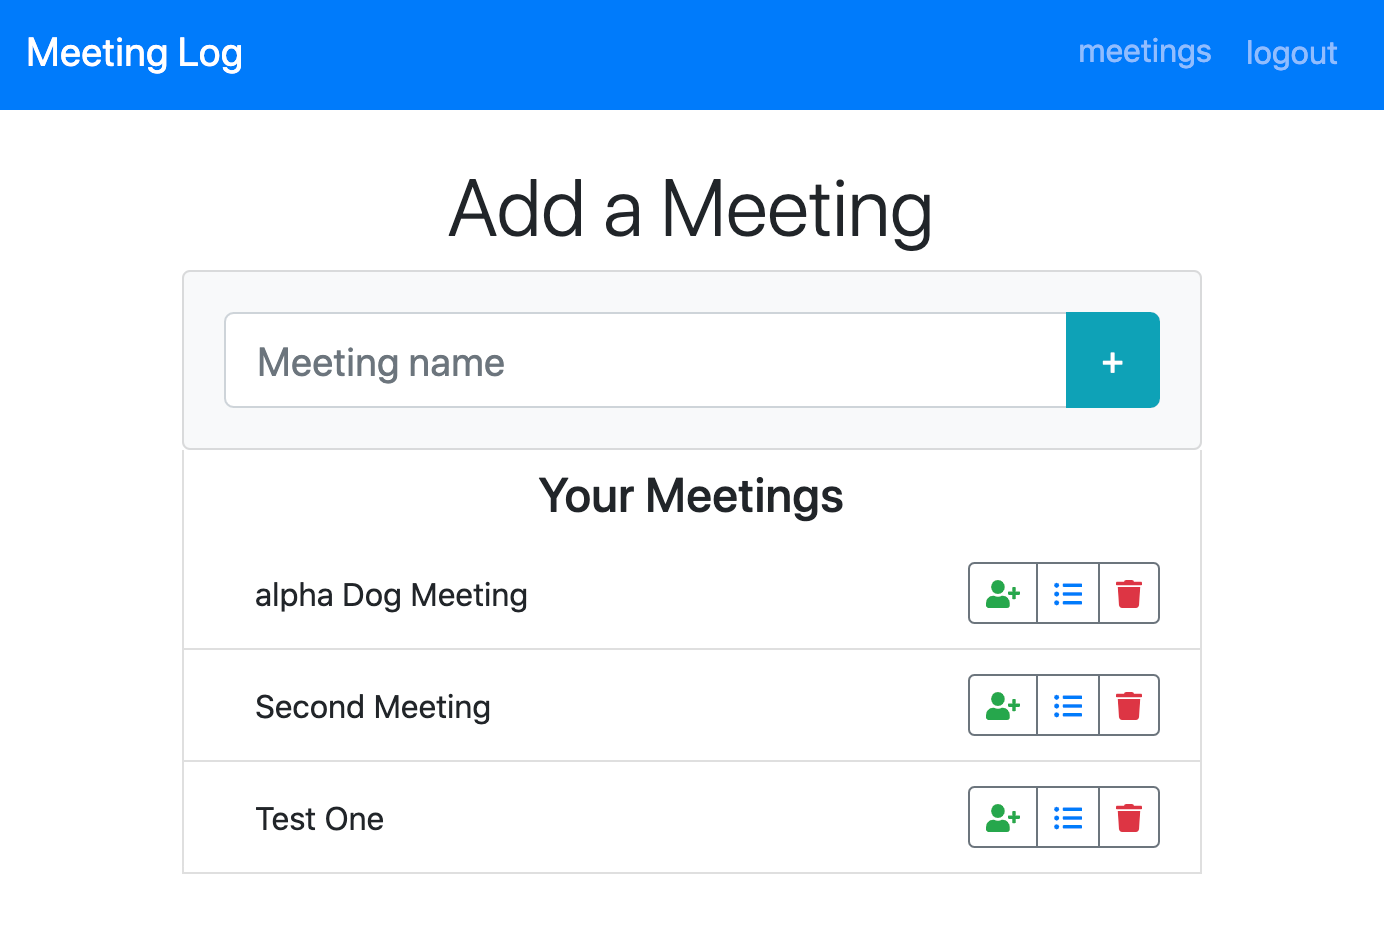 Meeting Log
meetings logout
Add a Meeting
Meeting name
+
Your Meetings
alpha Dog Meeting
Second Meeting
Test One